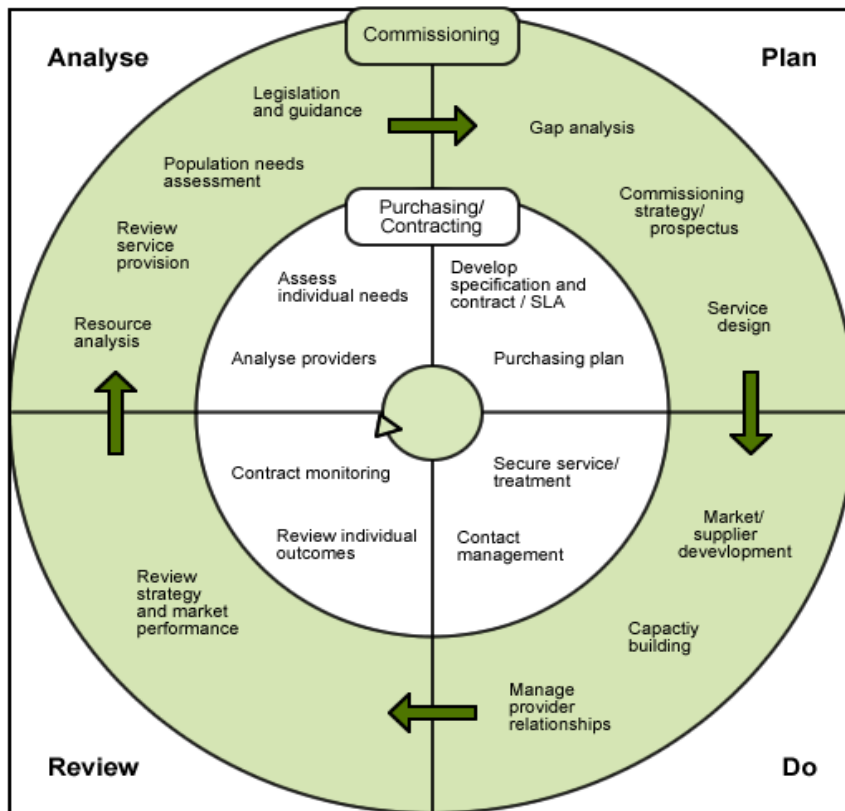 Analyse
Commissioning
Plan
Legislation
and guidance
Gap analysis
Population needs
assessment
Commissioning
strategy/
prospectus
Review
service
provision
Purchasing/
Contracting
Assess
individual needs
Develop
specification and
contract / SLA
Resource
analysis
Service
design
Analyse providers
Purchasing plan
Contract monitoring
Secure service/
treatment
Review individual
outcomes
Contact
management
Market/
supplier
devevlopment
Review
strategy
and market
performance
Capactiy
building
Manage
provider
relationships
Review
Do